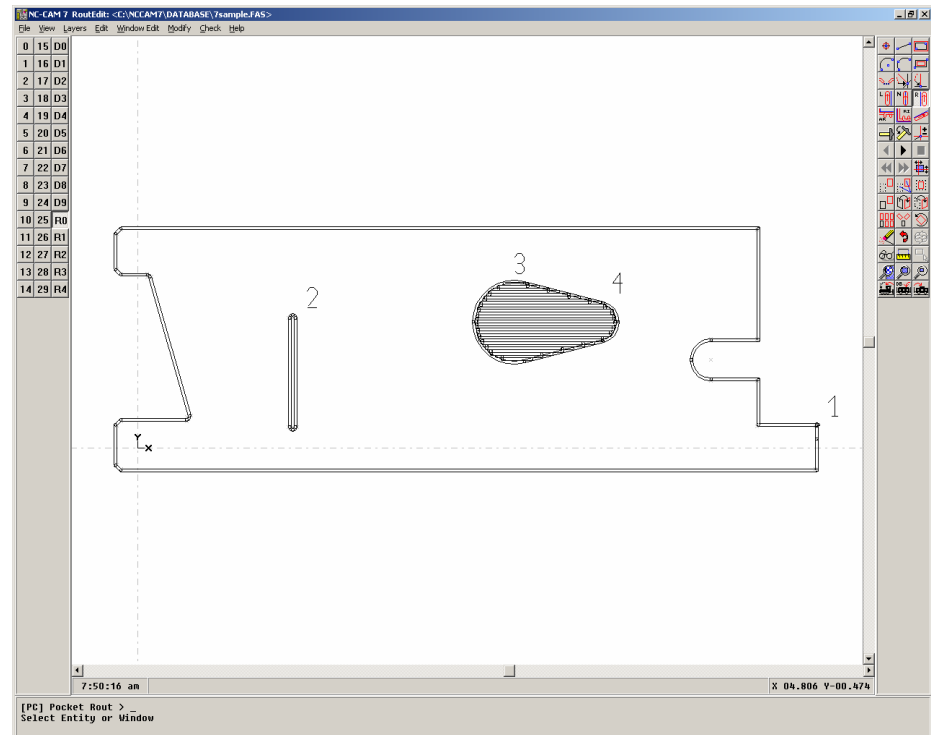 NC-CAM 7 RoutEdit: <C:\NCCAM7\DATABASE\7sample.FAS>
File View Layers Edit Window Edit Modify Check Help
0 15 D0
1 16 D1
2 17 D2
3 18 D3
4 19 D4
5 20 D5
6 21 D6
7 22 D7
8 23 D8
9 24 D9
10 25 R0
11 26 R1
12 27 R2
13 28 R3
14 29 R4
L N R
3
4
2
1
Y
X
7:50:16 am
X 04.806 Y-00.474
[PC] Pocket Rout > _
Select Entity or Window